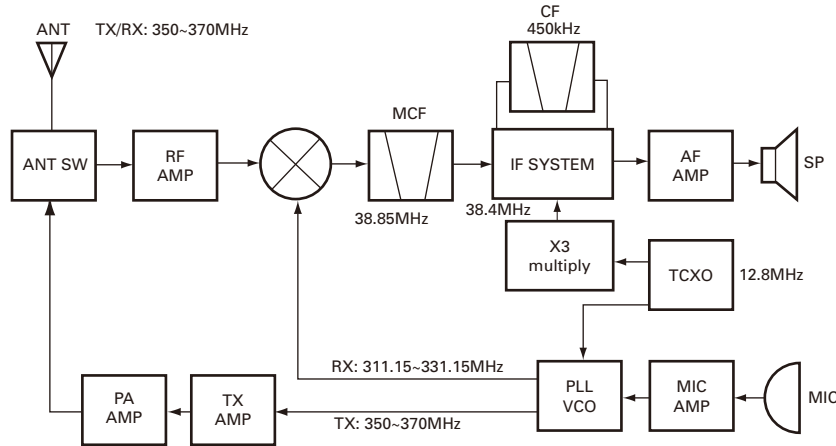 ANT
TX/RX: 350~370MHz
CF
450kHz
MCF
ANT SW
RF
AMP
IF SYSTEM
AF
AMP
SP
38.85MHz
38.4MHz
X3
multiply
TCXO
12.8MHz
RX: 311.15~331.15MHz
PA
AMP
TX
AMP
TX: 350~370MHz
PLL
VCO
MIC
AMP
MIC